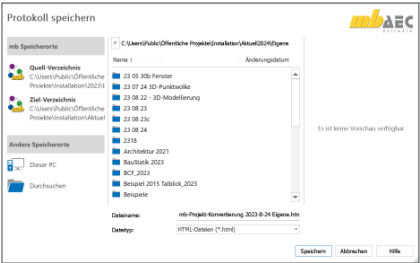 Protokoll speichern
mbAEC
Software
mb Speicherorte
Quell-Verzeichnis
C:\Users\Public\Öffentliche
Projekte\Installation\2023\
Ziel-Verzeichnis
C:\Users\Public\Öffentliche
Projekte\Installation\Aktuel
Andere Speicherorte
Dieser PC
Durchsuchen
C:\Users\Public\Öffentliche Projekte\Installation\Aktuell2024\Eigene
Name ↑ Änderungsdatum
23 05 30b Fenster
23 07 24 3D-Punktwolke
23 08 22 - 3D-Modellierung
23 08 23
23 08 23c
23 08 24
2318
Architektur 2021
BauStatik 2023
BCF_2023
Beispiel 2015 Talblick_2023
Beispiele
Es ist keine Vorschau verfügbar.
Dateiname: mb-Projekt-Konvertierung 2023-8-24 Eigene.htm
Dateityp: HTML-Dateien (*.html)
Speichern Abbrechen Hilfe